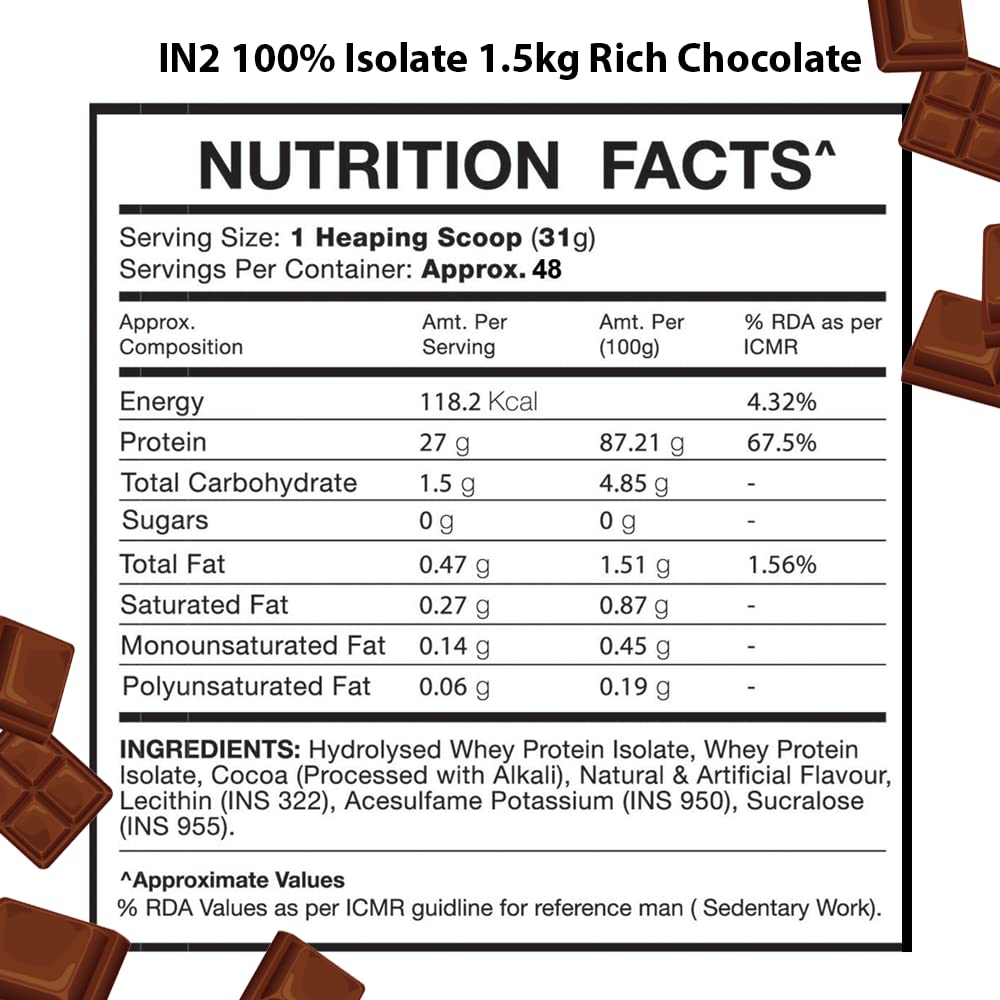 IN2 100% Isolate 1.5kg Rich Chocolate
NUTRITION FACTS^
Serving Size: 1 Heaping Scoop (31g)
Servings Per Container: Approx. 48
Approx. Composition Amt. Per Serving Amt. Per (100g) % RDA as per ICMR
Energy 118.2 Kcal 4.32%
Protein 27 g 87.21 g 67.5%
Total Carbohydrate 1.5 g 4.85 g -
Sugars 0 g 0 g -
Total Fat 0.47 g 1.51 g 1.56%
Saturated Fat 0.27 g 0.87 g -
Monounsaturated Fat 0.14 g 0.45 g -
Polyunsaturated Fat 0.06 g 0.19 g -
INGREDIENTS: Hydrolysed Whey Protein Isolate, Whey Protein
Isolate, Cocoa (Processed with Alkali), Natural & Artificial Flavour,
Lecithin (INS 322), Acesulfame Potassium (INS 950), Sucralose
(INS 955).
^Approximate Values
% RDA Values as per ICMR guidline for reference man ( Sedentary Work).